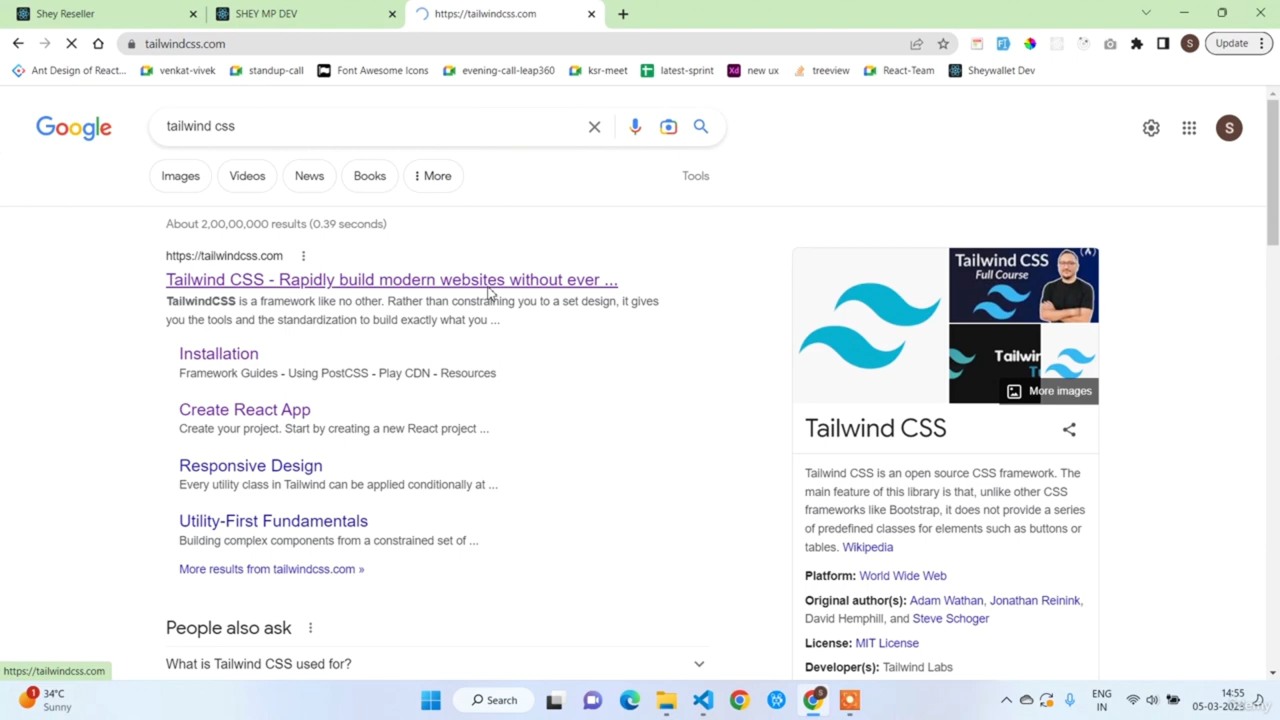 Shey Reseller
SHEY MP DEV
https://tailwindcss.com
tailwindcss.com
Update
Ant Design of React...
venkat-vivek
standup-call
Font Awesome Icons
evening-call-leap360
ksr-meet
latest-sprint
Xd new ux
treeview
React-Team
Sheywallet Dev
Google
tailwind css
S
Images
Videos
News
Books
More
Tools
About 2,00,00,000 results (0.39 seconds)
https://tailwindcss.com
Tailwind CSS - Rapidly build modern websites without ever ...
TailwindCSS is a framework like no other. Rather than constraining you to a set design, it gives
you the tools and the standardization to build exactly what you ...
Installation
Framework Guides - Using PostCSS - Play CDN - Resources
Create React App
Create your project. Start by creating a new React project ...
Responsive Design
Every utility class in Tailwind can be applied conditionally at ...
Utility-First Fundamentals
Building complex components from a constrained set of ...
More results from tailwindcss.com »
People also ask
What is Tailwind CSS used for?
Tailwind CSS
Full Course
More images
Tailwind CSS
Tailwind CSS is an open source CSS framework. The
main feature of this library is that, unlike other CSS
frameworks like Bootstrap, it does not provide a series
of predefined classes for elements such as buttons or
tables. Wikipedia
Platform: World Wide Web
Original author(s): Adam Wathan, Jonathan Reinink,
David Hemphill, and Steve Schoger
License: MIT License
Developer(s): Tailwind Labs
https://tailwindcss.com
1
34°C
Sunny
Search
ENG
IN
14:55
05-03-2023